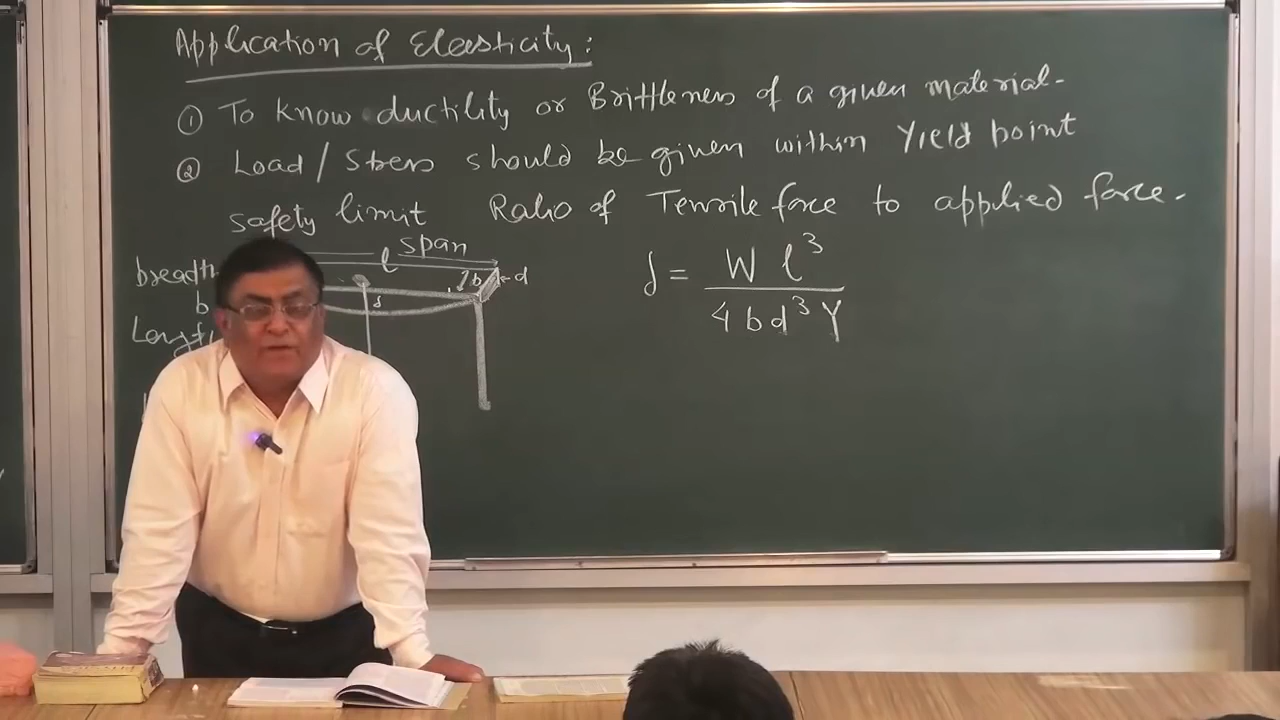 Application of Elasticity:
① To know ductility or Brittleness of a given material.
② Load / Stress should be given within Yield point
safety limit Ratio of Tensile force to applied force.
l span
breadth
b
b d
δ
Length
δ = W l³ / 4 b d³ Y